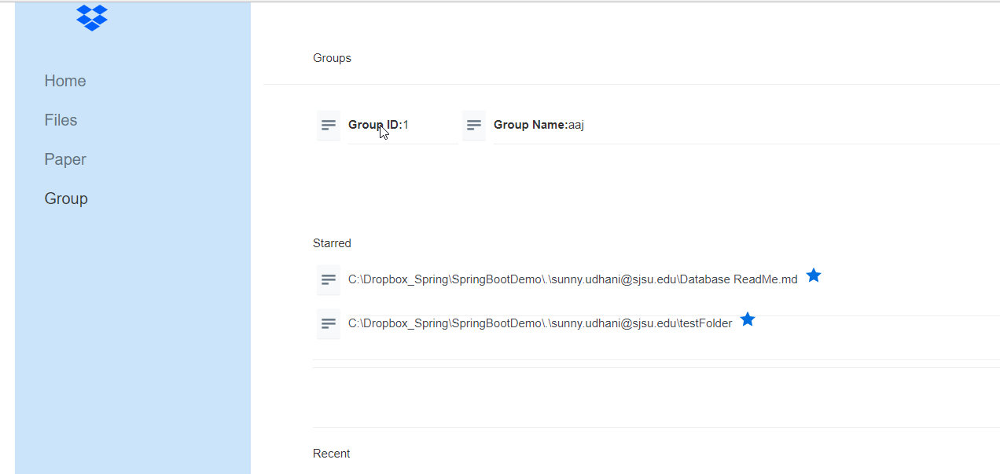 Home
Files
Paper
Group
Groups
Group ID:1 Group Name:aaj
Starred
C:\Dropbox_Spring\SpringBootDemo\.\sunny.udhani@sjsu.edu\Database ReadMe.md
C:\Dropbox_Spring\SpringBootDemo\.\sunny.udhani@sjsu.edu\testFolder
Recent